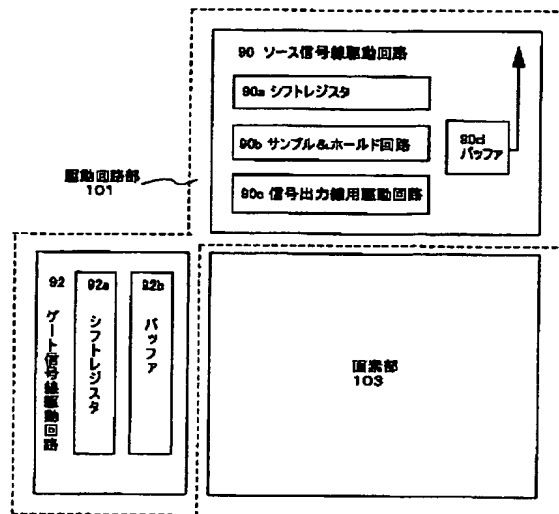 90 ソース信号線駆動回路
90a シフトレジスタ
90b サンプル&ホールド回路
90d
バッファ
90c 信号出力線用駆動回路
駆動回路部
101
92
ゲート信号線駆動回路
92a
シフトレジスタ
92b
バッファ
画素部
103